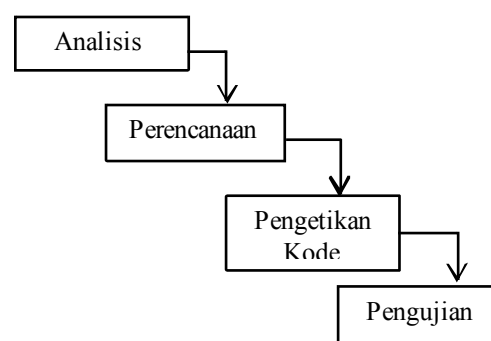 Analisis
Perencanaan
Pengetikan
Kode
Pengujian